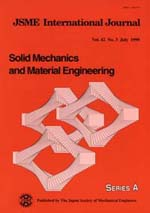 JSME International Journal
Vol. 42, No. 3 July 1999
Solid Mechanics
and Material Engineering
SERIES A
Published by The Japan Society of Mechanical Engineers